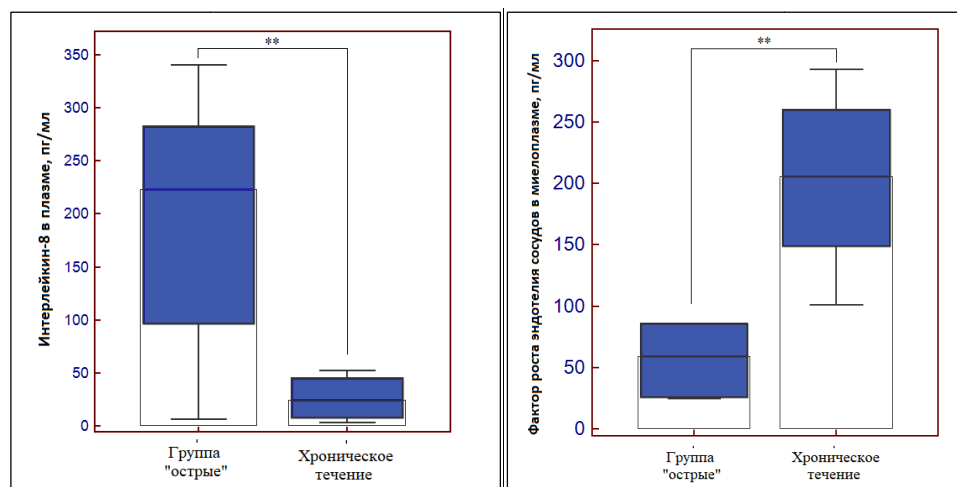 Интерлейкин-8 в плазме, пг/мл
350
300
250
200
150
100
50
0
**
Группа
"острые"
Хроническое
течение
Фактор роста эндотелия сосудов в миелоплазме, пг/мл
300
250
200
150
100
50
0
**
Группа
"острые"
Хроническое
течение